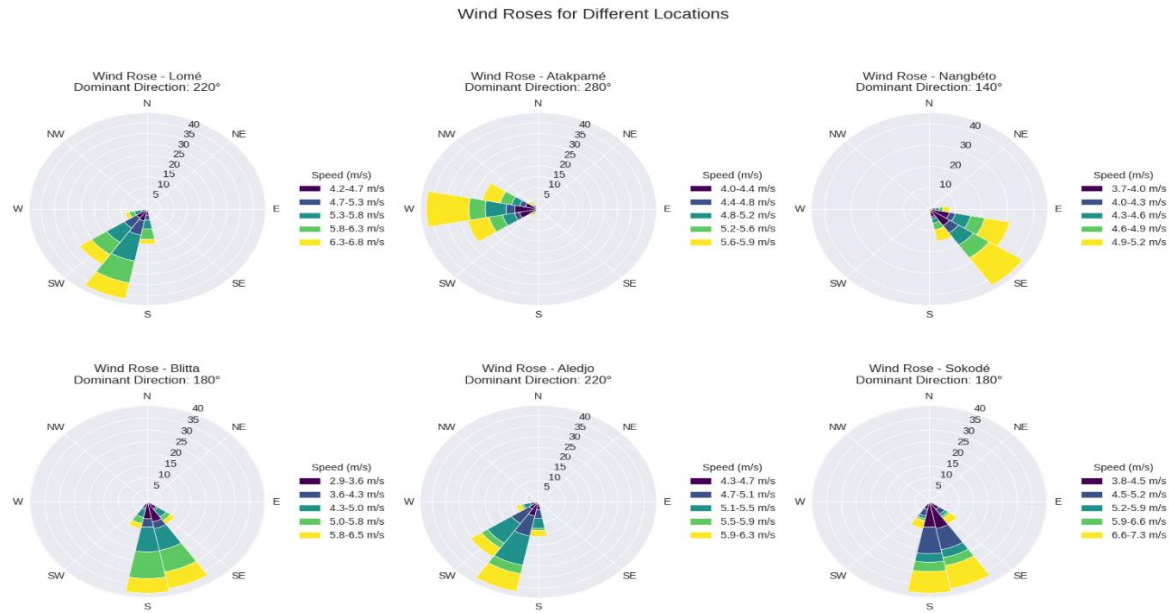 Wind Roses for Different Locations
Wind Rose - Lomé
Dominant Direction: 220°
N
NE
E
SE
S
SW
W
NW
5
10
15
20
25
30
35
40
Speed (m/s)
4.2-4.7 m/s
4.7-5.3 m/s
5.3-5.8 m/s
5.8-6.3 m/s
6.3-6.8 m/s
Wind Rose - Atakpamé
Dominant Direction: 280°
N
NE
E
SE
S
SW
W
NW
5
10
15
20
25
30
35
40
Speed (m/s)
4.0-4.4 m/s
4.4-4.8 m/s
4.8-5.2 m/s
5.2-5.6 m/s
5.6-5.9 m/s
Wind Rose - Nangbéto
Dominant Direction: 140°
N
NE
E
SE
S
SW
W
NW
10
20
30
40
Speed (m/s)
3.7-4.0 m/s
4.0-4.3 m/s
4.3-4.6 m/s
4.6-4.9 m/s
4.9-5.2 m/s
Wind Rose - Blitta
Dominant Direction: 180°
N
NE
E
SE
S
SW
W
NW
5
10
15
20
25
30
35
40
Speed (m/s)
2.9-3.6 m/s
3.6-4.3 m/s
4.3-5.0 m/s
5.0-5.8 m/s
5.8-6.5 m/s
Wind Rose - Aledjo
Dominant Direction: 220°
N
NE
E
SE
S
SW
W
NW
5
10
15
20
25
30
35
40
Speed (m/s)
4.3-4.7 m/s
4.7-5.1 m/s
5.1-5.5 m/s
5.5-5.9 m/s
5.9-6.3 m/s
Wind Rose - Sokodé
Dominant Direction: 180°
N
NE
E
SE
S
SW
W
NW
5
10
15
20
25
30
35
40
Speed (m/s)
3.8-4.5 m/s
4.5-5.2 m/s
5.2-5.9 m/s
5.9-6.6 m/s
6.6-7.3 m/s